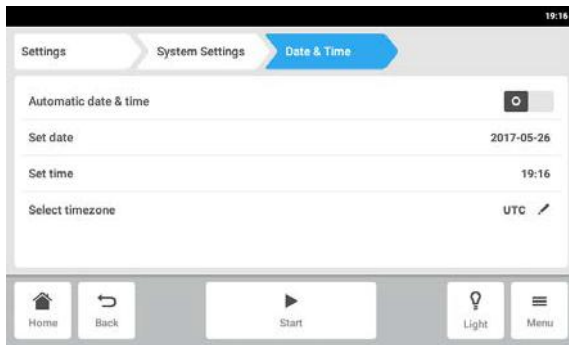 19:16
Settings System Settings Date & Time
Automatic date & time O
Set date 2017-05-26
Set time 19:16
Select timezone UTC
Home Back Start Light Menu